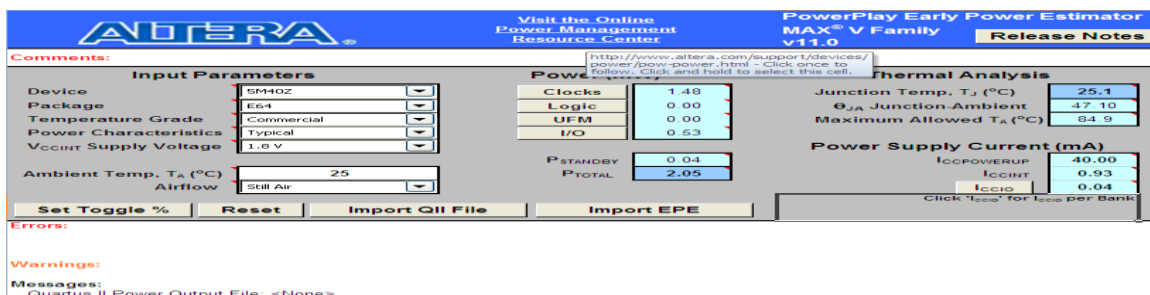 ALTERA®
Visit the Online
Power Management
Resource Center
PowerPlay Early Power Estimator
MAX® V Family
v11.0
Release Notes
Comments:
http://www.altera.com/support/devices/
power/pow-power.html - Click once to
follow. Click and hold to select this cell.
Input Parameters
Device 5M40Z
Package E64
Temperature Grade Commercial
Power Characteristics Typical
VCCINT Supply Voltage 1.8 V
Ambient Temp, TA (°C) 25
Airflow Still Air
Power
Clocks 1.48
Logic 0.00
UFM 0.00
I/O 0.53
PSTANDBY 0.04
PTOTAL 2.05
Thermal Analysis
Junction Temp, TJ (°C) 25.1
ΘJA Junction-Ambient 47.10
Maximum Allowed TA (°C) 84.9
Power Supply Current (mA)
ICCPOWERUP 40.00
ICCINT 0.93
ICCIO 0.04
Click 'ICCIO' for ICCIO per Bank
Set Toggle % Reset Import QII File Import EPE
Errors:
Warnings:
Messages:
Quartus II Power Output File: <None>